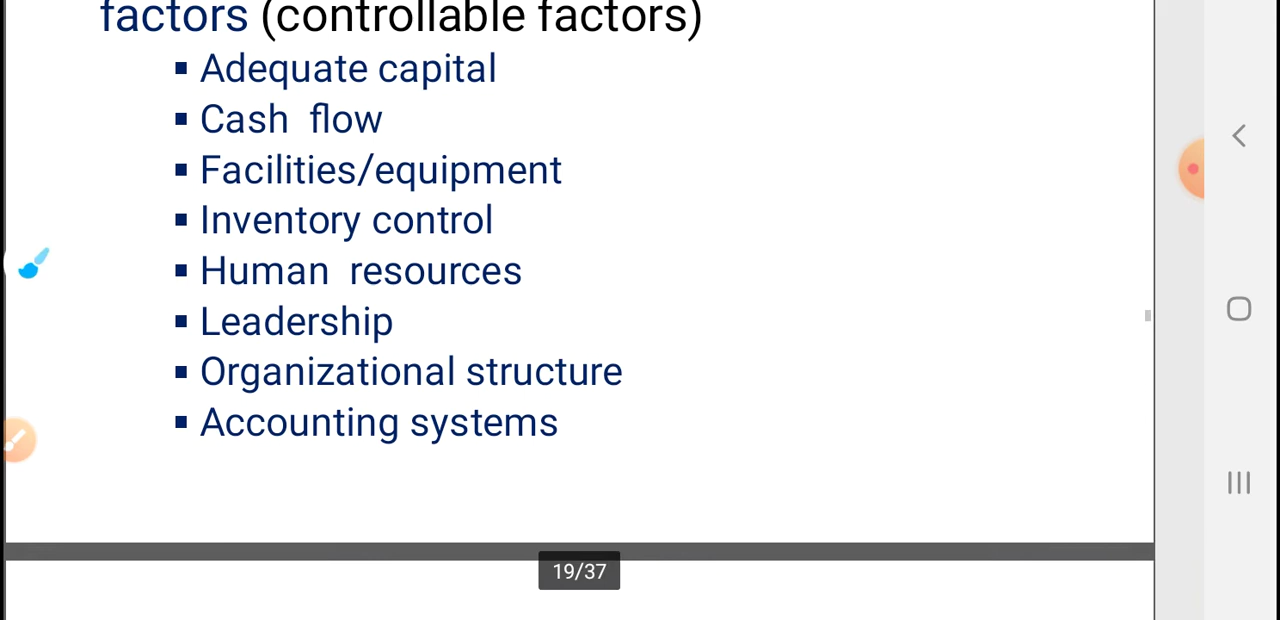 factors (controllable factors)
▪ Adequate capital
▪ Cash flow
▪ Facilities/equipment
▪ Inventory control
▪ Human resources
▪ Leadership
▪ Organizational structure
▪ Accounting systems
19/37